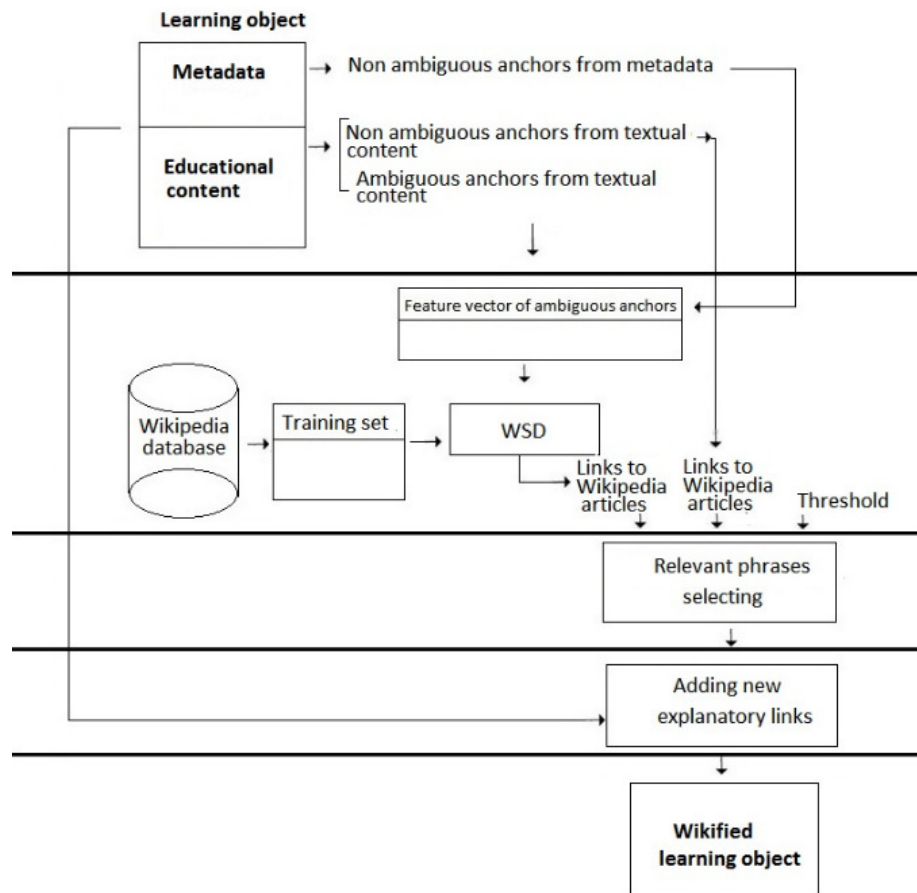 Learning object
Metadata
Non ambiguous anchors from metadata
Educational
content
Non ambiguous anchors from textual
content
Ambiguous anchors from textual
content
Feature vector of ambiguous anchors
Wikipedia
database
Training set
WSD
Links to
Wikipedia
articles
Links to
Wikipedia
articles
Threshold
Relevant phrases
selecting
Adding new
explanatory links
Wikified
learning object